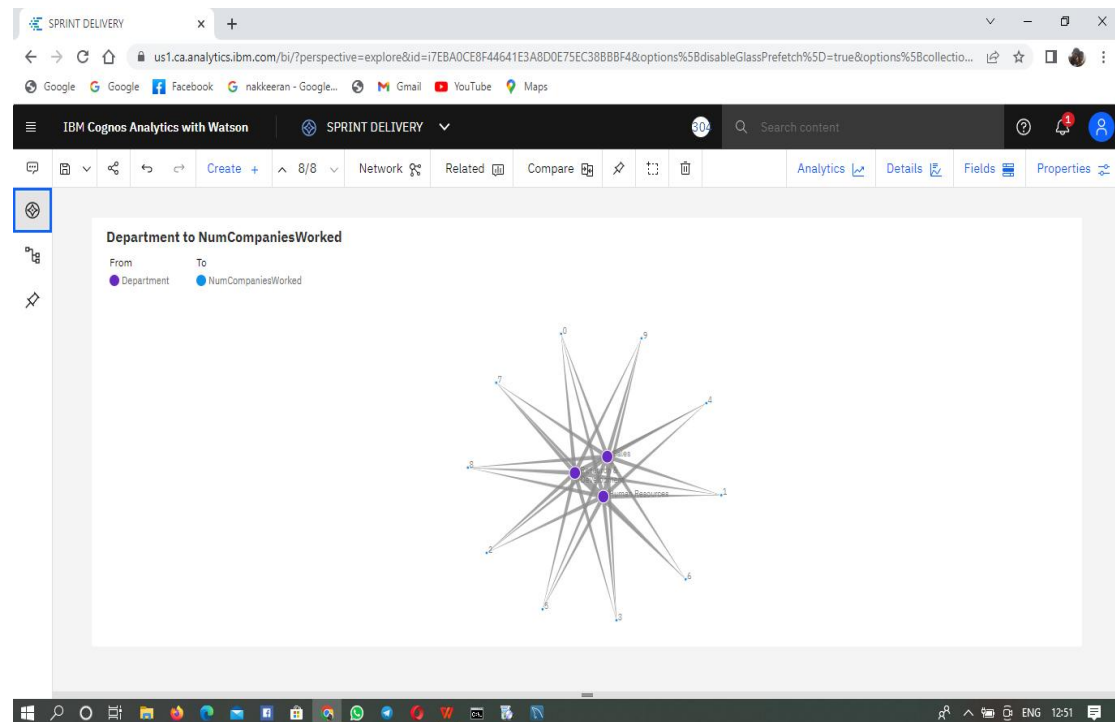 SPRINT DELIVERY
us1.ca.analytics.ibm.com/bi/?perspective=explore&id=i7EBA0CE8F44641E3A8D0E75EC38BBBF4&options%5BdisableGlassPrefetch%5D=true&options%5Bcollectio...
Google Google Facebook nakkeeran - Google... Gmail YouTube Maps
IBM Cognos Analytics with Watson SPRINT DELIVERY 304 Search content 1
Create + 8/8 Network Related Compare Analytics Details Fields Properties
Department to NumCompaniesWorked
From To
Department NumCompaniesWorked
0
9
7
4
Sales
8
Human Resources
1
2
6
5
3
ENG 12:51